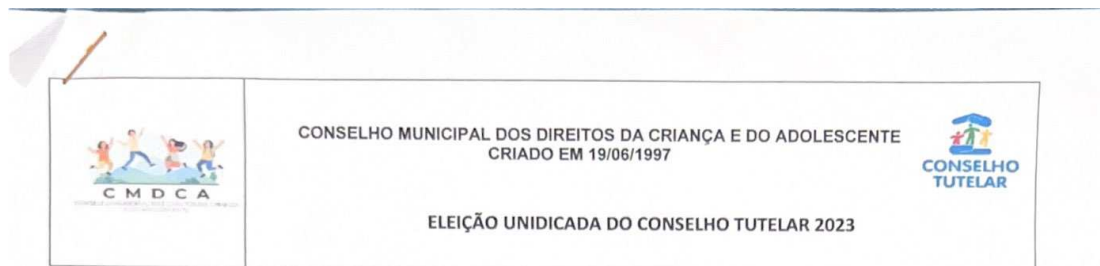 CONSELHO MUNICIPAL DOS DIREITOS DA CRIANÇA E DO ADOLESCENTE
CRIADO EM 19/06/1997
CONSELHO
TUTELAR
CMDCA
ELEIÇÃO UNIDICADA DO CONSELHO TUTELAR 2023